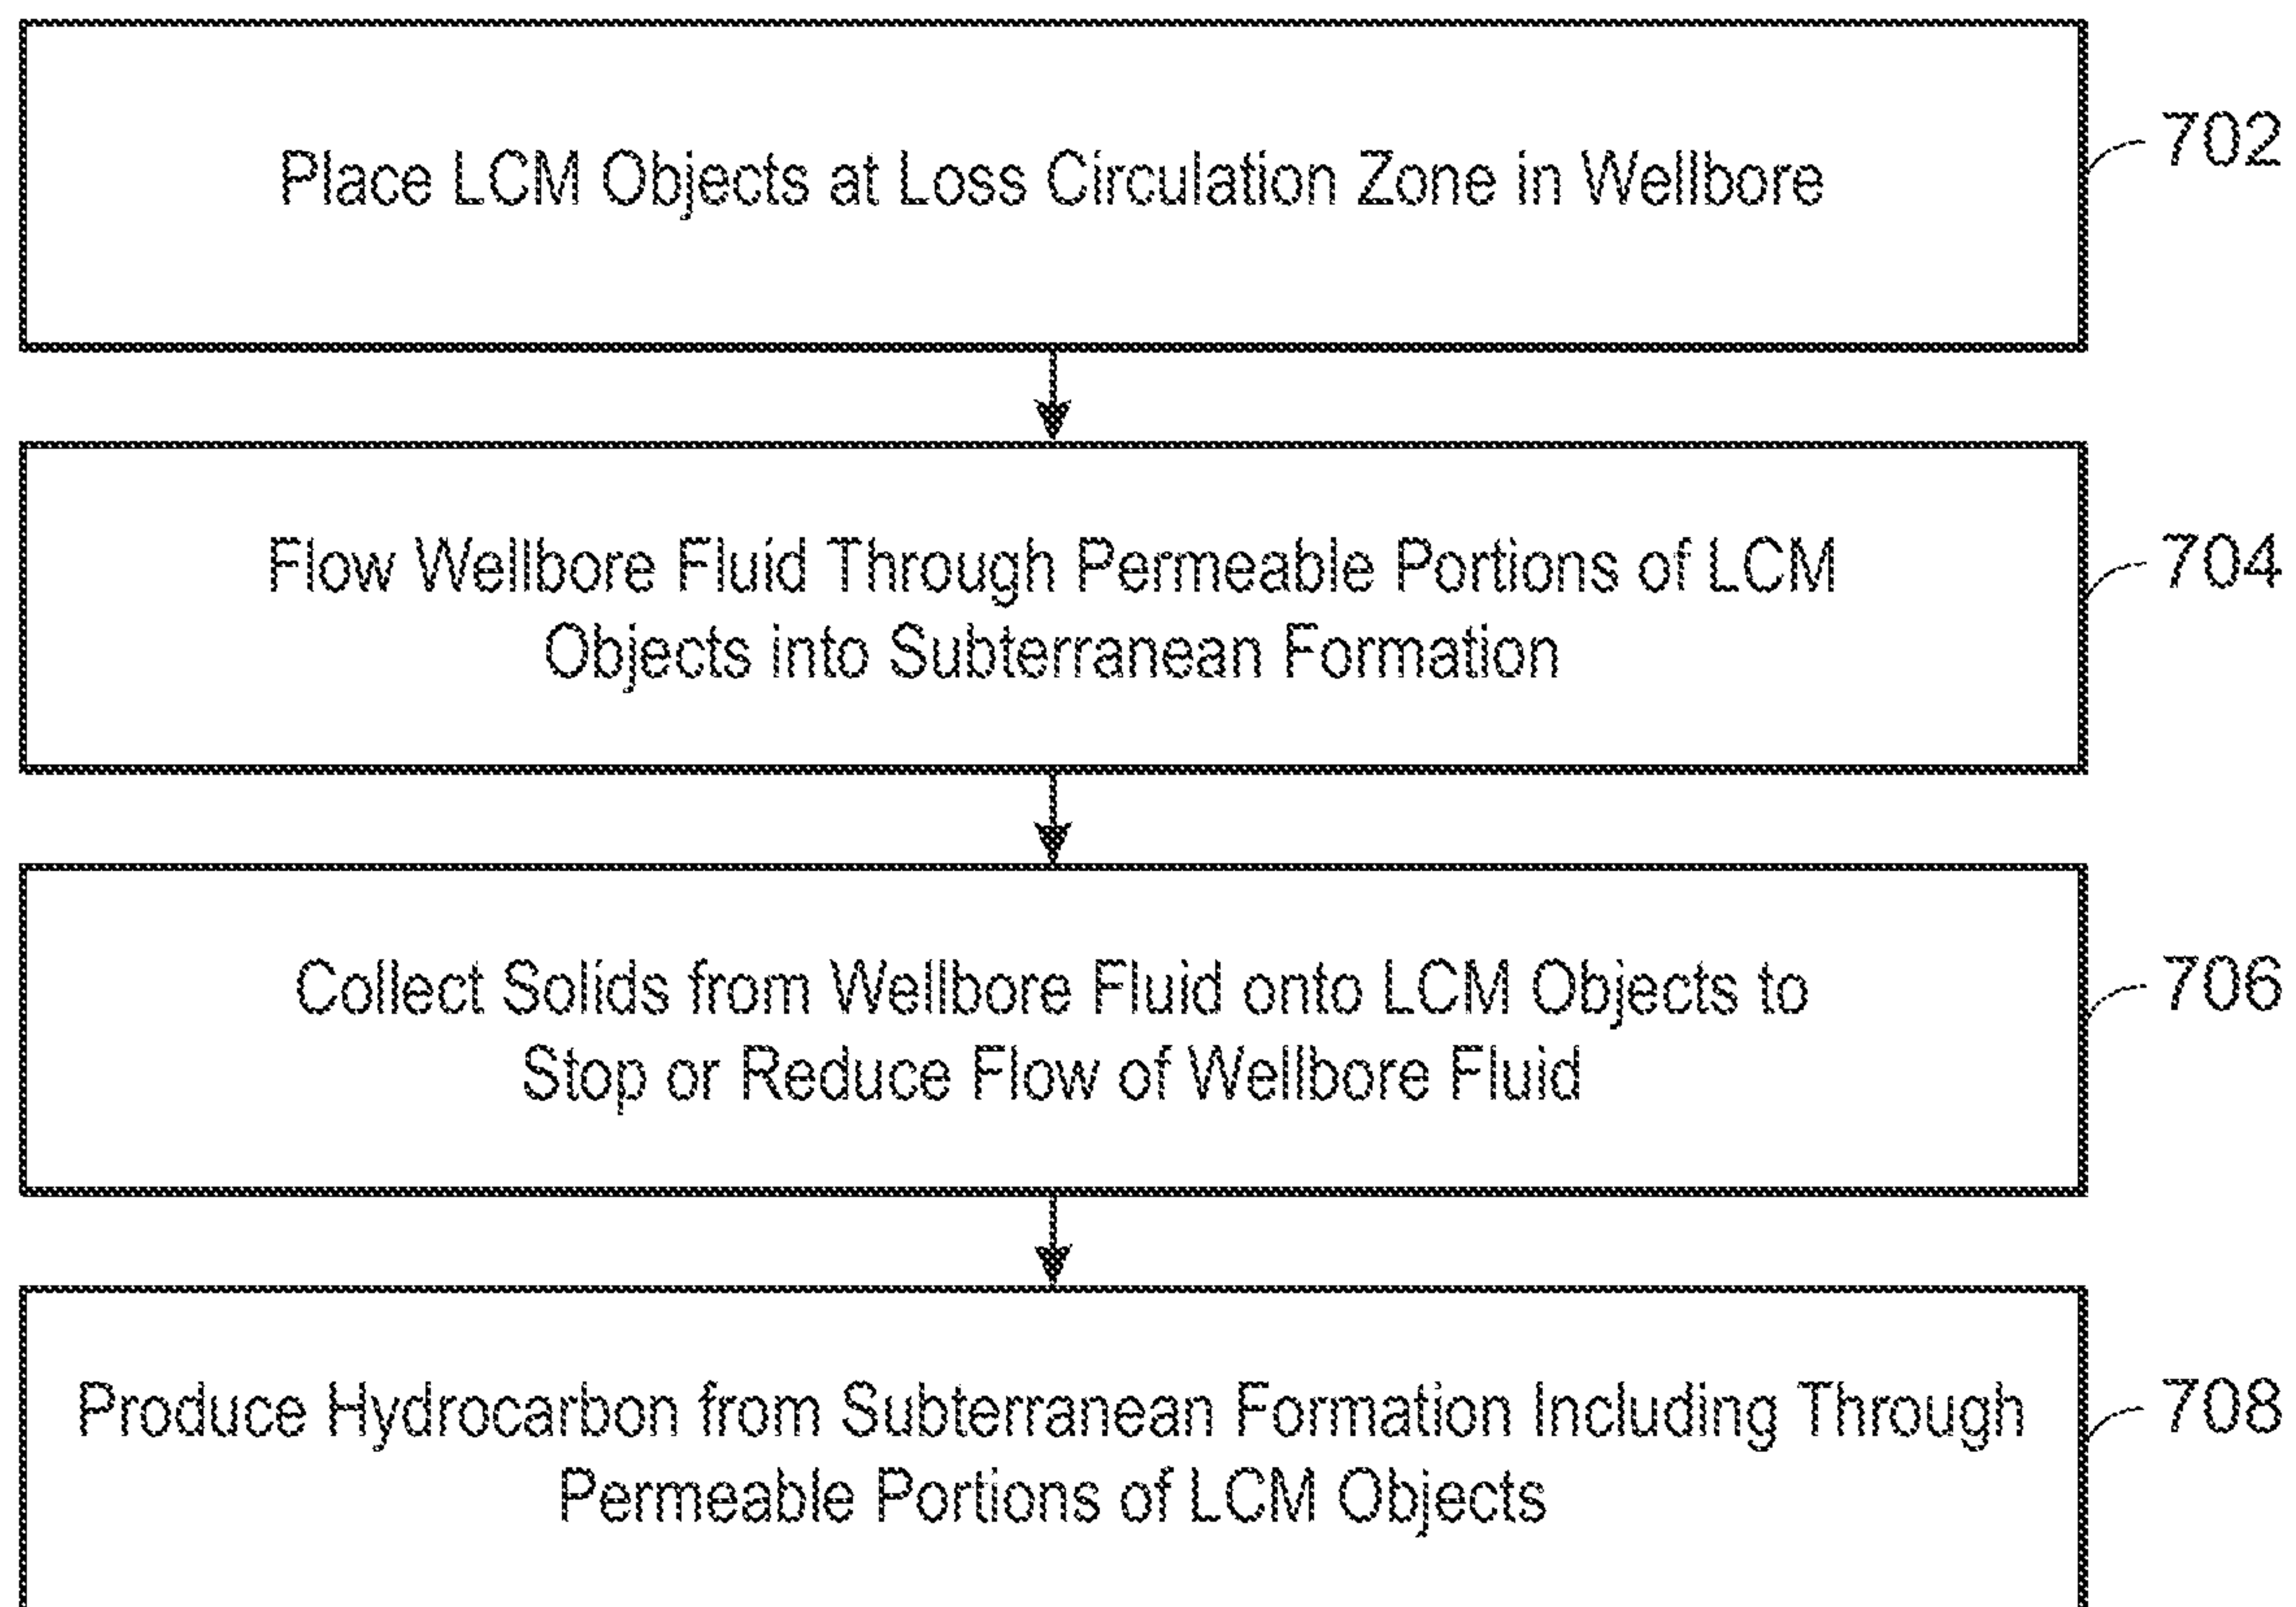 Place LCM Objects at Loss Circulation Zone in Wellbore
702
Flow Wellbore Fluid Through Permeable Portions of LCM
Objects into Subterranean Formation
704
Collect Solids from Wellbore Fluid onto LCM Objects to
Stop or Reduce Flow of Wellbore Fluid
706
Produce Hydrocarbon from Subterranean Formation Including Through
Permeable Portions of LCM Objects
708